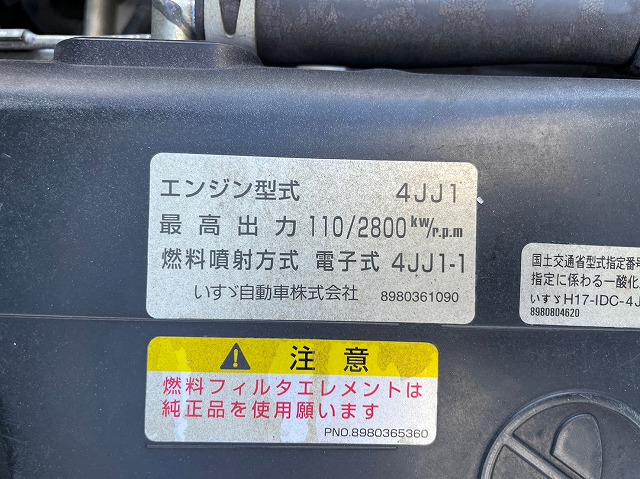 エンジン型式 4JJ1
最高出力 110/2800 kw/r.p.m
燃料噴射方式 電子式 4JJ1-1
いすゞ自動車株式会社 8980361090
国土交通省型式指定番号
指定に係わる一酸化
いすゞH17-IDC-4J
8980804620
注意
燃料フィルタエレメントは
純正品を使用願います
PNO.8980365360